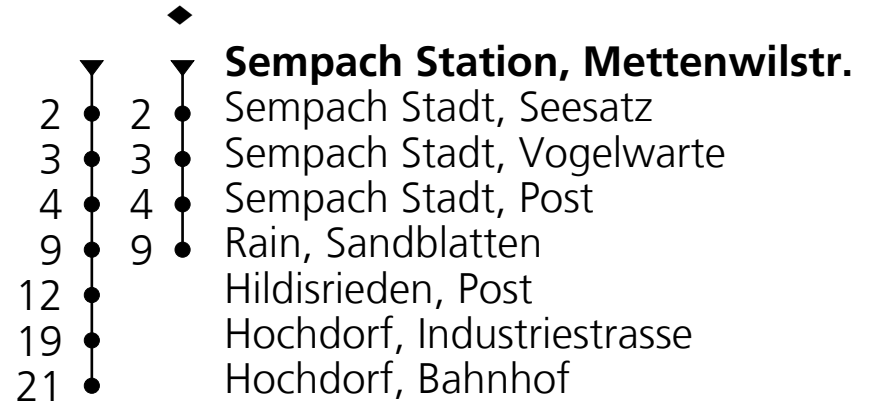 Sempach Station, Mettenwilstr.
2 2 Sempach Stadt, Seesatz
3 3 Sempach Stadt, Vogelwarte
4 4 Sempach Stadt, Post
9 9 Rain, Sandblatten
12 Hildisrieden, Post
19 Hochdorf, Industriestrasse
21 Hochdorf, Bahnhof